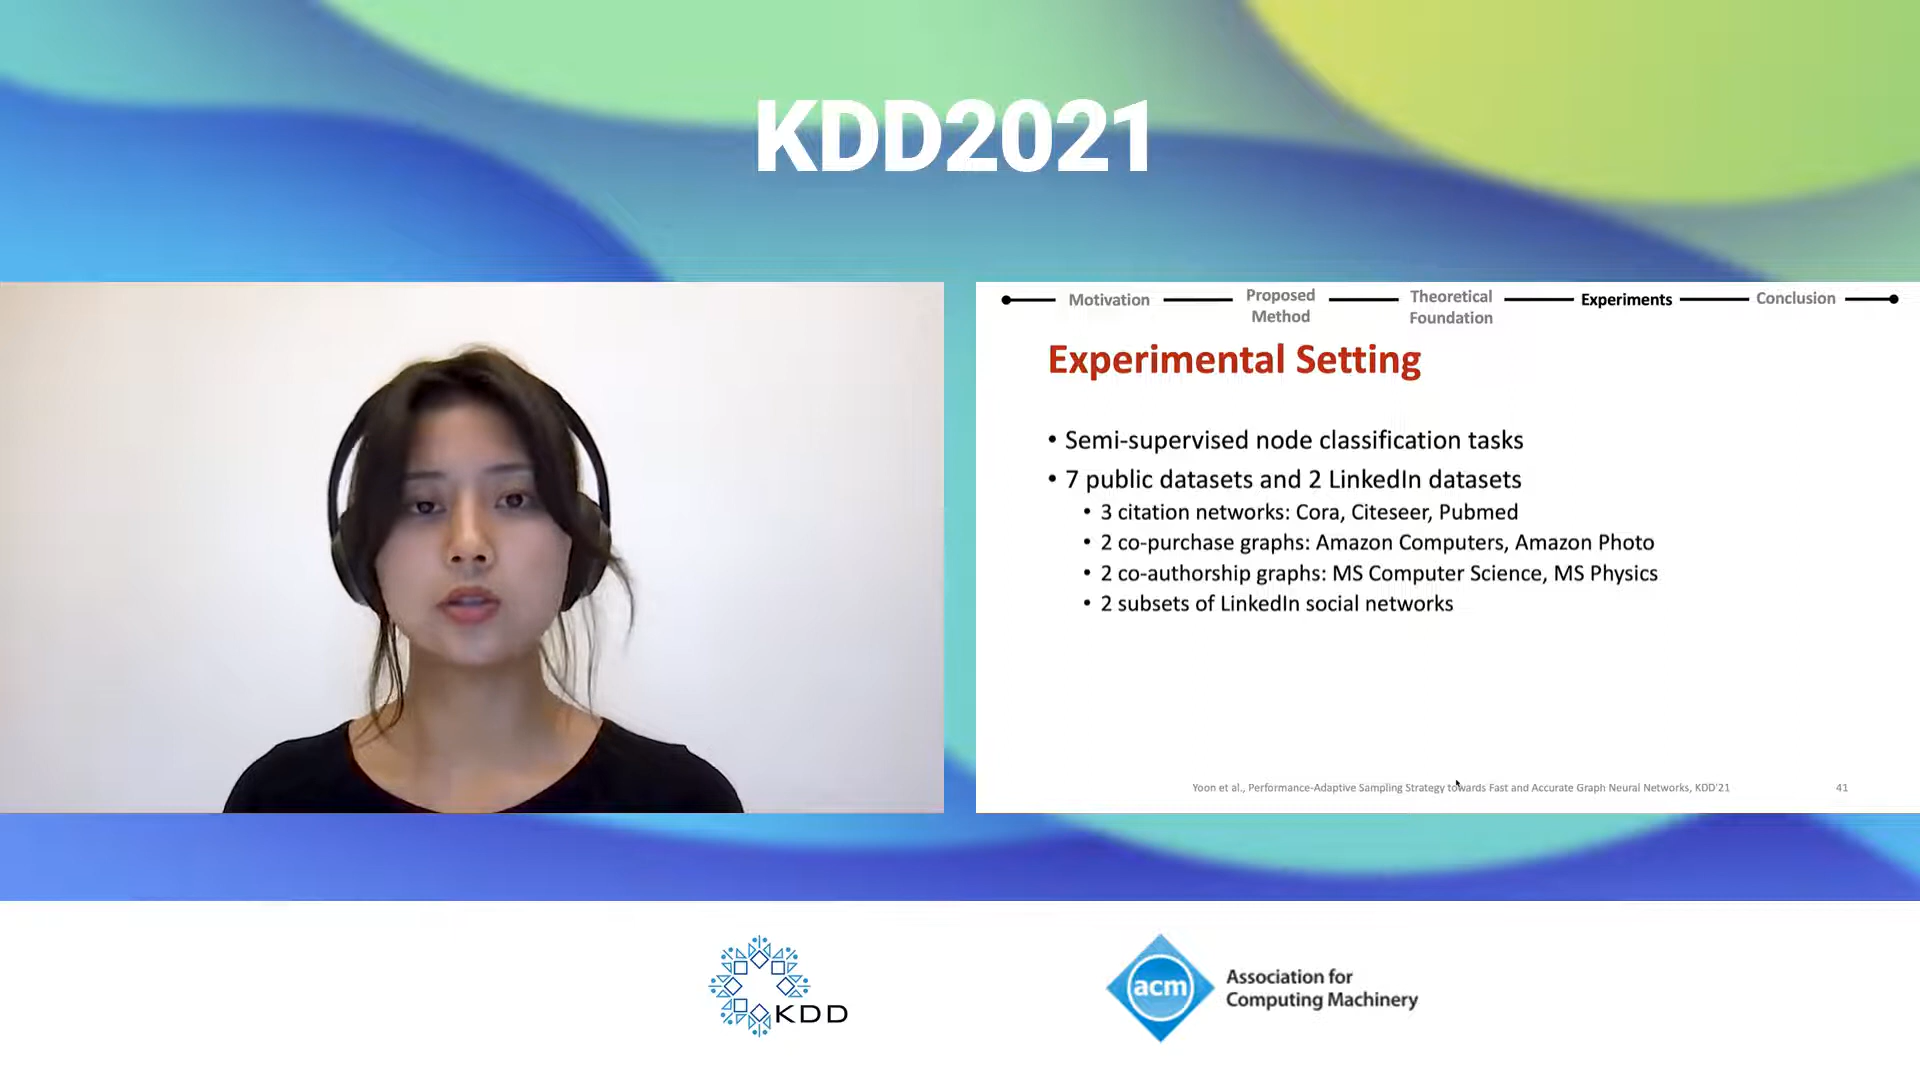 KDD2021
Motivation
Proposed
Method
Theoretical
Foundation
Experiments
Conclusion
Experimental Setting
• Semi-supervised node classification tasks
• 7 public datasets and 2 LinkedIn datasets
• 3 citation networks: Cora, Citeseer, Pubmed
• 2 co-purchase graphs: Amazon Computers, Amazon Photo
• 2 co-authorship graphs: MS Computer Science, MS Physics
• 2 subsets of LinkedIn social networks
Yoon et al., Performance-Adaptive Sampling Strategy towards Fast and Accurate Graph Neural Networks, KDD'21
41
KDD
acm
Association for
Computing Machinery